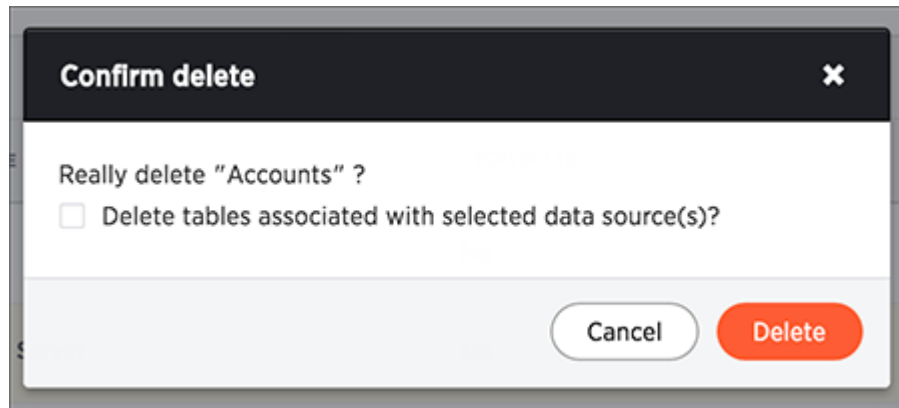 Confirm delete
Really delete "Accounts" ?
Delete tables associated with selected data source(s)?
Cancel
Delete